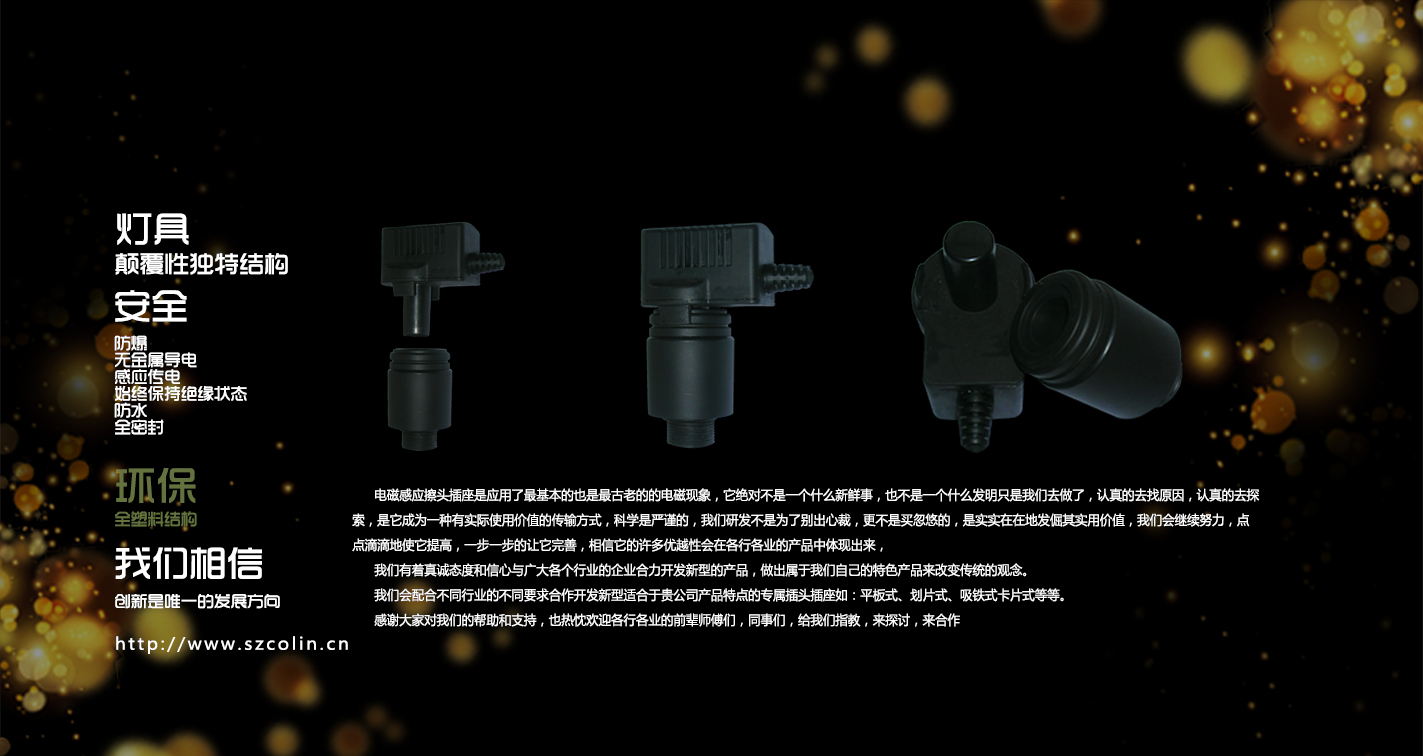 灯具
颠覆性独特结构
安全
防爆
无金属导电
感应传电
始终保持绝缘状态
防水
全密封
环保
全塑料结构
我们相信
创新是唯一的发展方向
http://www.szcolin.cn
电磁感应擦头插座是应用了最基本的也是最古老的的电磁现象，它绝对不是一个什么新鲜事，也不是一个什么发明只是我们去做了，认真的去找原因，认真的去探
索，是它成为一种有实际使用价值的传输方式，科学是严谨的，我们研发不是为了别出心裁，更不是买忽悠的，是实实在在地发倔其实用价值，我们会继续努力，点
点滴滴地使它提高，一步一步的让它完善，相信它的许多优越性会在各行各业的产品中体现出来，
我们有着真诚态度和信心与广大各个行业的企业合力开发新型的产品，做出属于我们自己的特色产品来改变传统的观念。
我们会配合不同行业的不同要求合作开发新型适合于贵公司产品特点的专属插头插座如：平板式、划片式、吸铁式卡片式等等。
感谢大家对我们的帮助和支持，也热忱欢迎各行各业的前辈师傅们，同事们，给我们指教，来探讨，来合作